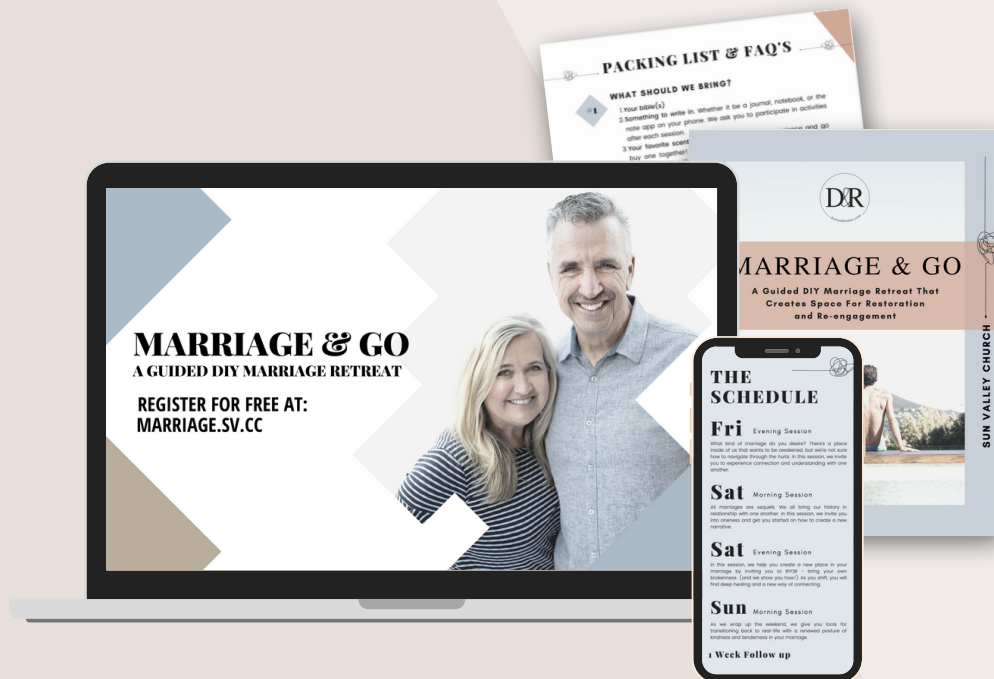 PACKING LIST & FAQ'S
WHAT SHOULD WE BRING?
#1
1.Your bible(s)
2.Something to write in. Whether it be a journal, notebook, or the
note app on your phone. We ask you to participate in activities
after each session.
3.Your favorite scent
and go
buy one together!
MARRIAGE & GO
A GUIDED DIY MARRIAGE RETREAT
REGISTER FOR FREE AT:
MARRIAGE.SV.CC
D&R
MARRIAGE & GO
A Guided DIY Marriage Retreat That
Creates Space For Restoration
and Re-engagement
SUN VALLEY CHURCH
THE
SCHEDULE
Fri Evening Session
What kind of marriage do you desire? There's a place
inside of us that wants to be awakened, but we're not sure
how to navigate through the hurts. In this session, we invite
you to experience connection and understanding with one
another.
Sat Morning Session
All marriages are sequels. We all bring our history in
relationship with one another. In this session, we invite you
into oneness and get you started on how to create a new
narrative.
Sat Evening Session
In this session, we help you create a new place in your
marriage by inviting you to BYOB - bring your own
brokenness. (and we show you how!) As you shift, you will
find deep healing and a new way of connecting.
Sun Morning Session
As we wrap up the weekend, we give you tools for
transitioning back to real-life with a renewed posture of
kindness and tenderness in your marriage.
1 Week Follow up